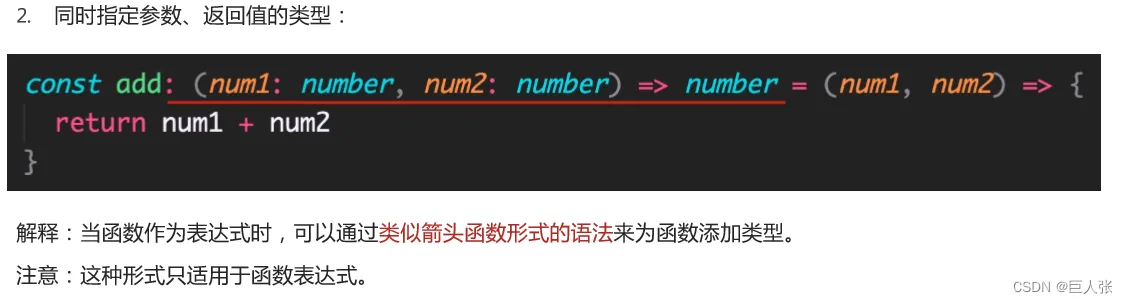 2. 同时指定参数、返回值的类型：
const add: (num1: number, num2: number) => number = (num1, num2) => {
return num1 + num2
}
解释：当函数作为表达式时，可以通过类似箭头函数形式的语法来为函数添加类型。
注意：这种形式只适用于函数表达式。
CSDN @巨人张